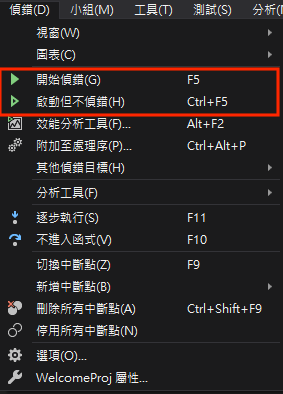 偵錯(D) 小組(M) 工具(T) 測試(S) 分析(
視窗(W)
圖表(C)
開始偵錯(G) F5
啟動但不偵錯(H) Ctrl+F5
效能分析工具(F)... Alt+F2
附加至處理序(P)... Ctrl+Alt+P
其他偵錯目標(H)
分析工具(F)
逐步執行(S) F11
不進入函式(V) F10
切換中斷點(Z) F9
新增中斷點(B)
刪除所有中斷點(A) Ctrl+Shift+F9
停用所有中斷點(N)
選項(O)...
WelcomeProj 屬性...